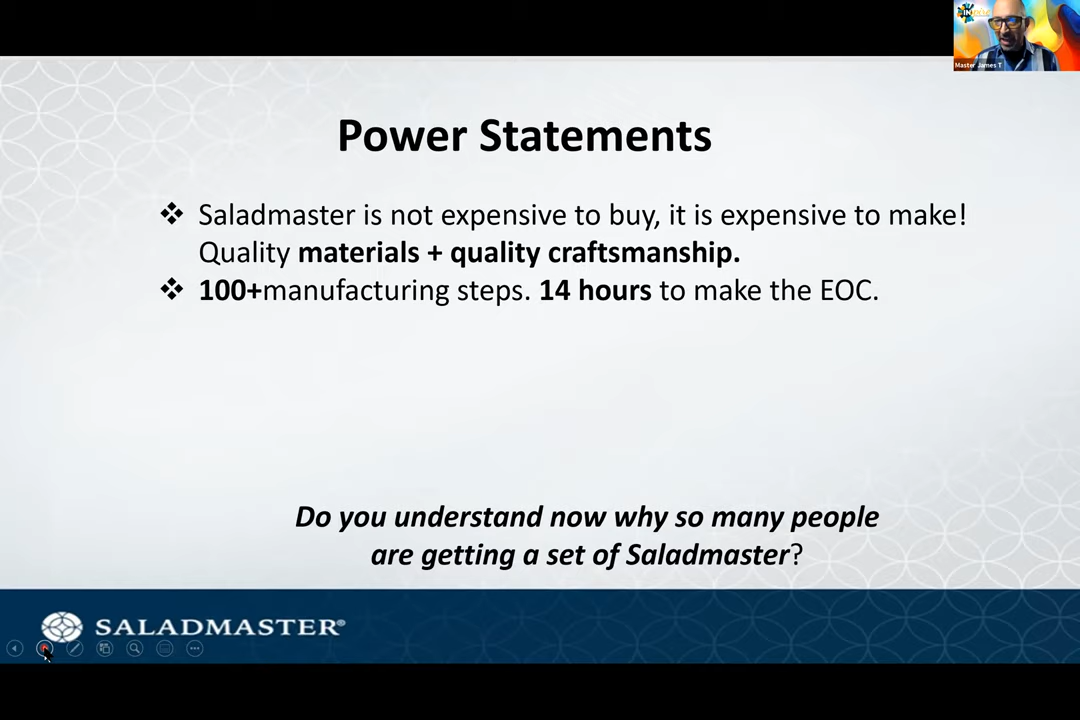 Master James T
Power Statements
❖ Saladmaster is not expensive to buy, it is expensive to make!
Quality materials + quality craftsmanship.
❖ 100+manufacturing steps. 14 hours to make the EOC.
Do you understand now why so many people
are getting a set of Saladmaster?
SALADMASTER®